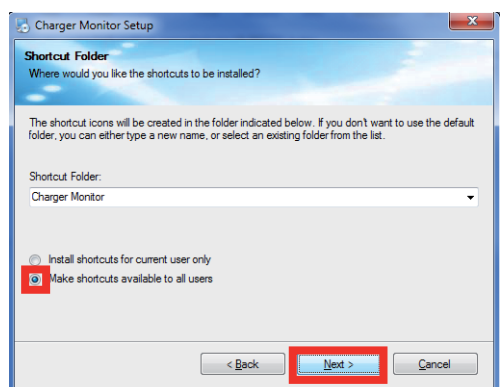 Charger Monitor Setup
Shortcut Folder
Where would you like the shortcuts to be installed?
The shortcut icons will be created in the folder indicated below. If you don't want to use the default
folder, you can either type a new name, or select an existing folder from the list.
Shortcut Folder:
Charger Monitor
Install shortcuts for current user only
Make shortcuts available to all users
< Back
Next >
Cancel